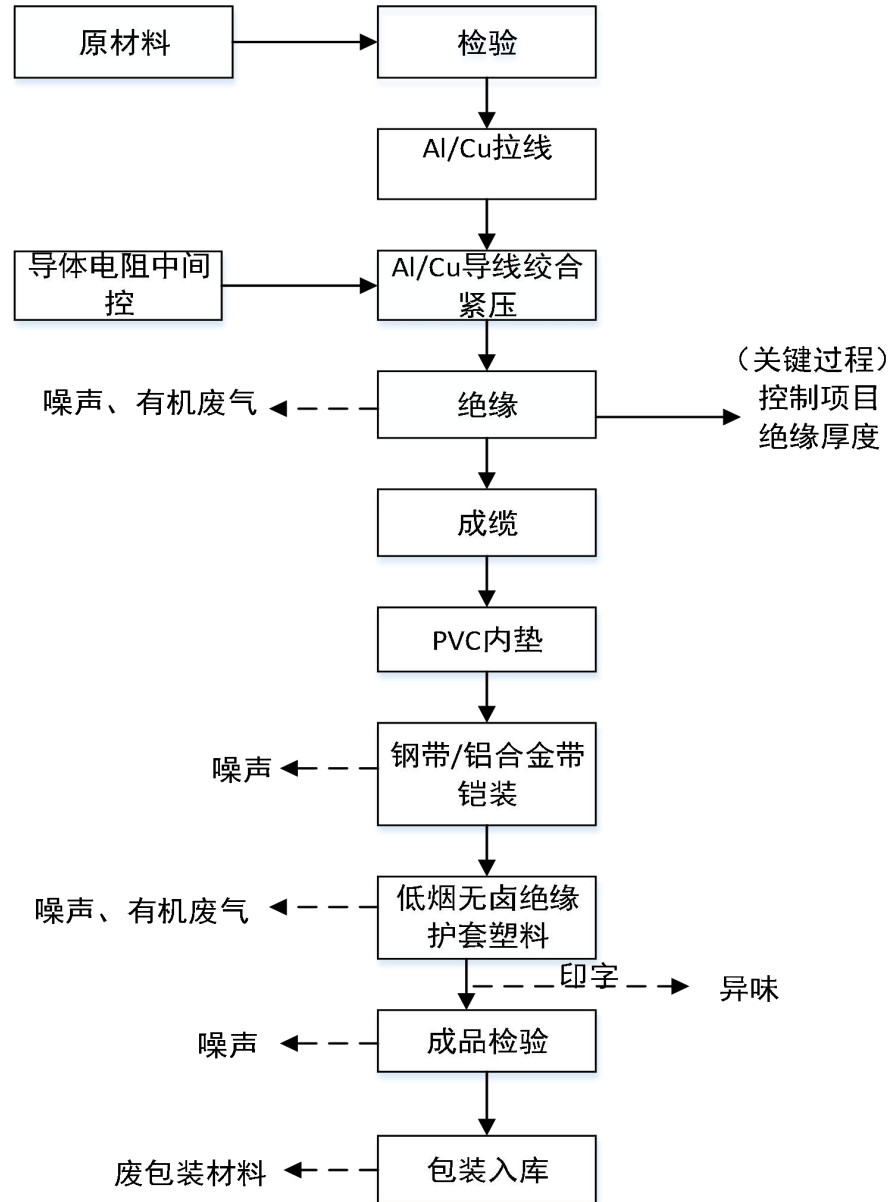 原材料
检验
Al/Cu拉线
导体电阻中间
控
Al/Cu导线绞合
紧压
噪声、有机废气
绝缘
（关键过程）
控制项目
绝缘厚度
成缆
PVC内垫
噪声
钢带/铝合金带
铠装
噪声、有机废气
低烟无卤绝缘
护套塑料
印字
异味
噪声
成品检验
废包装材料
包装入库